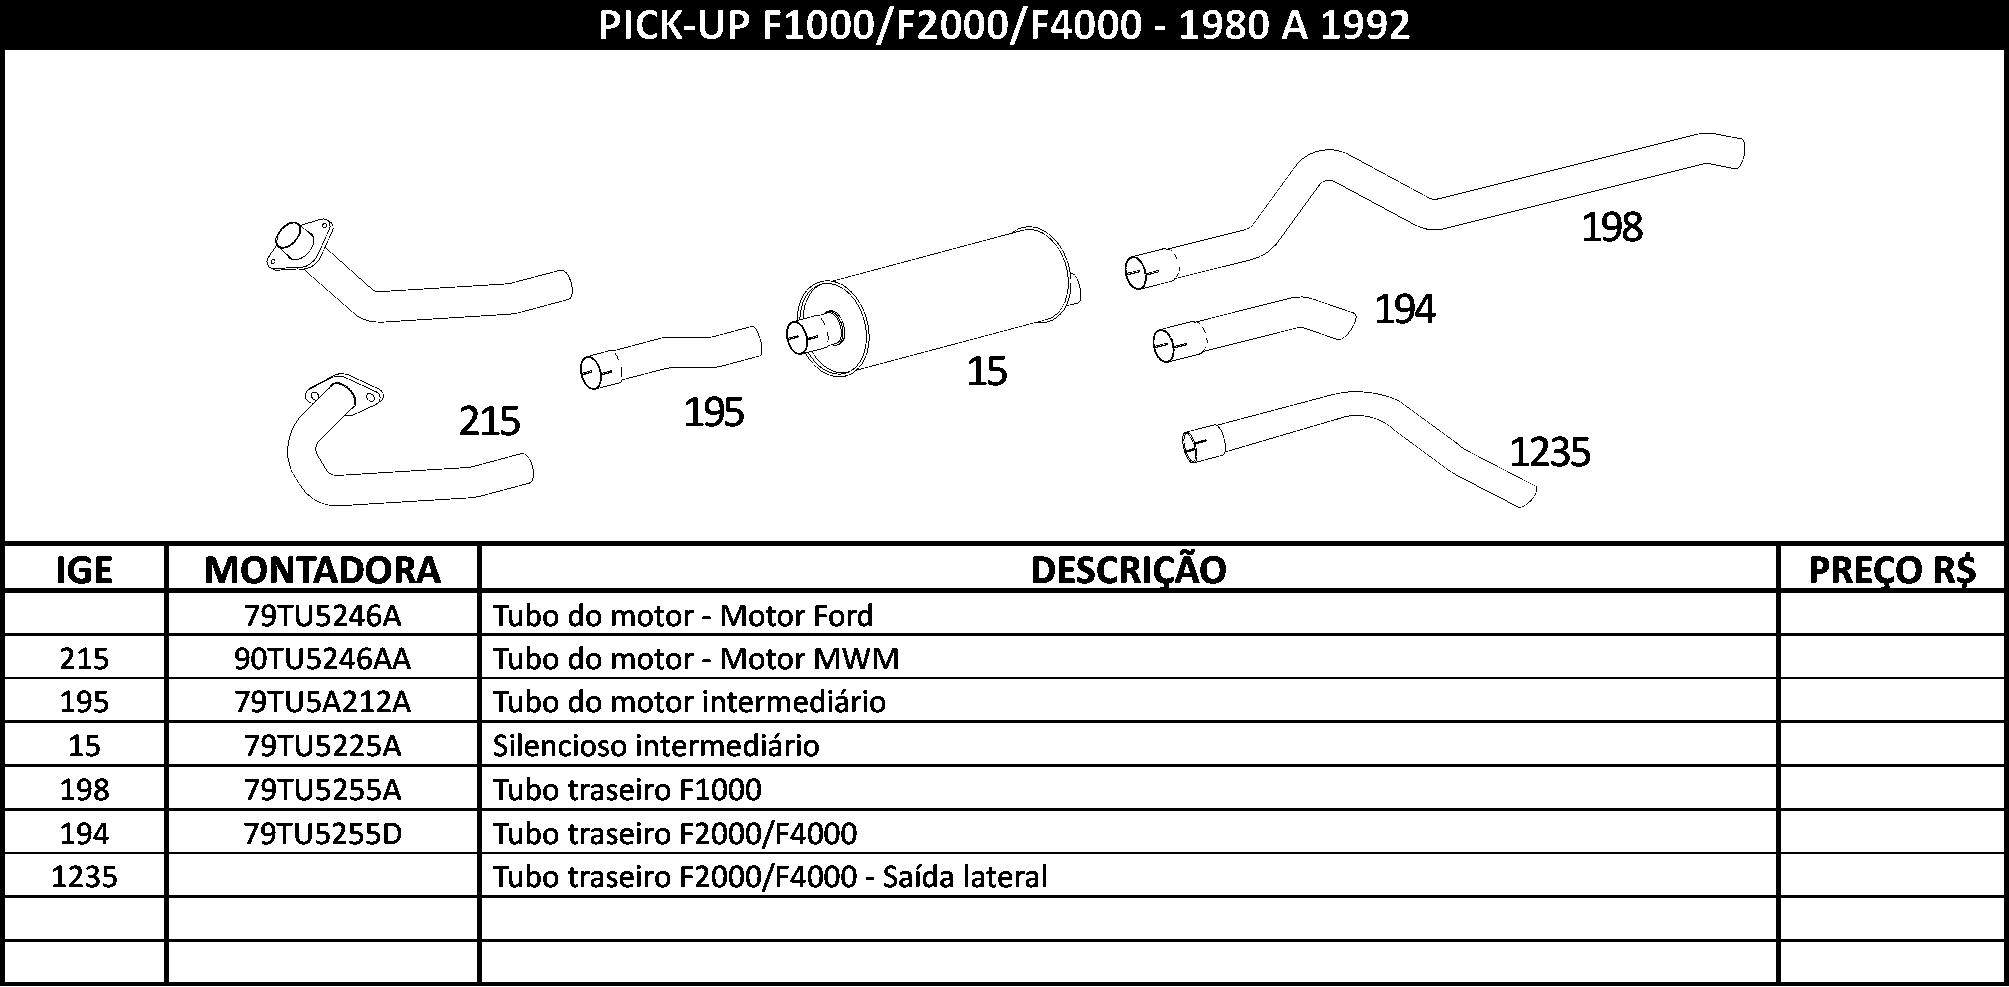 PICK-UP F1000/F2000/F4000 - 1980 A 1992
198
194
15
195
215
1235
IGE MONTADORA DESCRIÇÃO PREÇO R$
79TU5246A Tubo do motor - Motor Ford
215 90TU5246AA Tubo do motor - Motor MWM
195 79TU5A212A Tubo do motor intermediário
15 79TU5225A Silencioso intermediário
198 79TU5255A Tubo traseiro F1000
194 79TU5255D Tubo traseiro F2000/F4000
1235 Tubo traseiro F2000/F4000 - Saída lateral